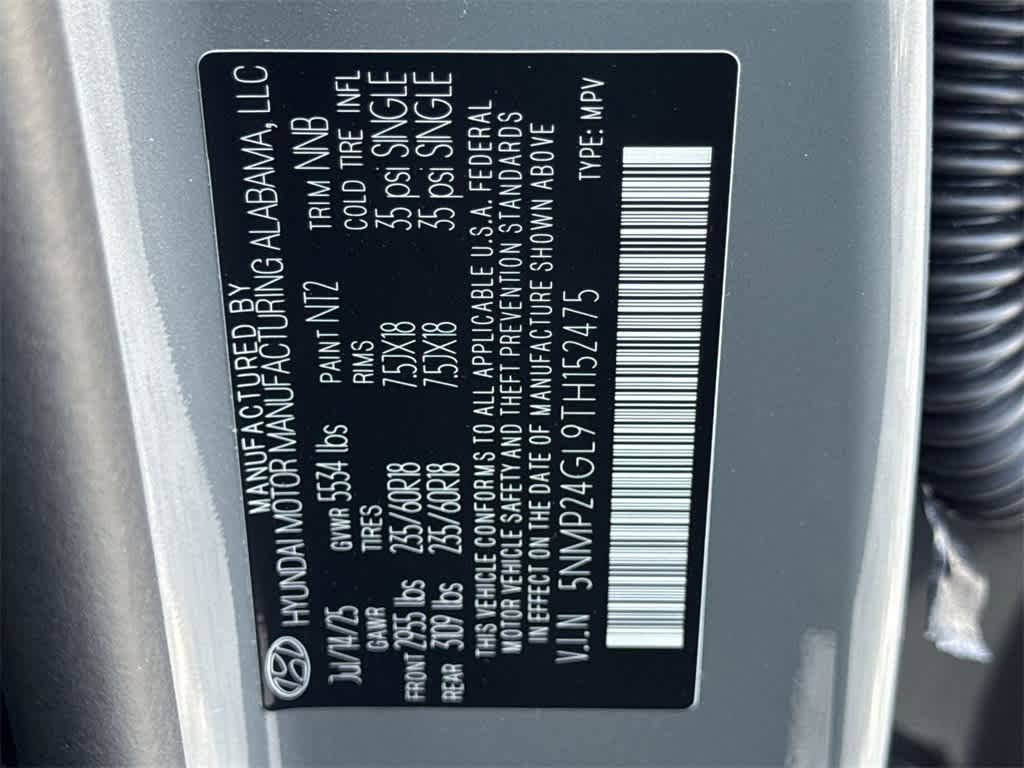 MANUFACTURED BY
HYUNDAI MOTOR MANUFACTURING ALABAMA, LLC
JUl/14/25 GVWR 5534 lbs PAINT NT2 TRIM NNB
GAWR TIRES RIMS COLD TIRE INFL
FRONT 2955 lbs 235/60R18 7.5JX18 35 psi SINGLE
REAR 3109 lbs 235/60R18 7.5JX18 35 psi SINGLE
THIS VEHICLE CONFORMS TO ALL APPLICABLE U.S.A. FEDERAL
MOTOR VEHICLE SAFETY AND THEFT PREVENTION STANDARDS
IN EFFECT ON THE DATE OF MANUFACTURE SHOWN ABOVE
V.I.N 5NMP24GL9TH152475 TYPE: MPV